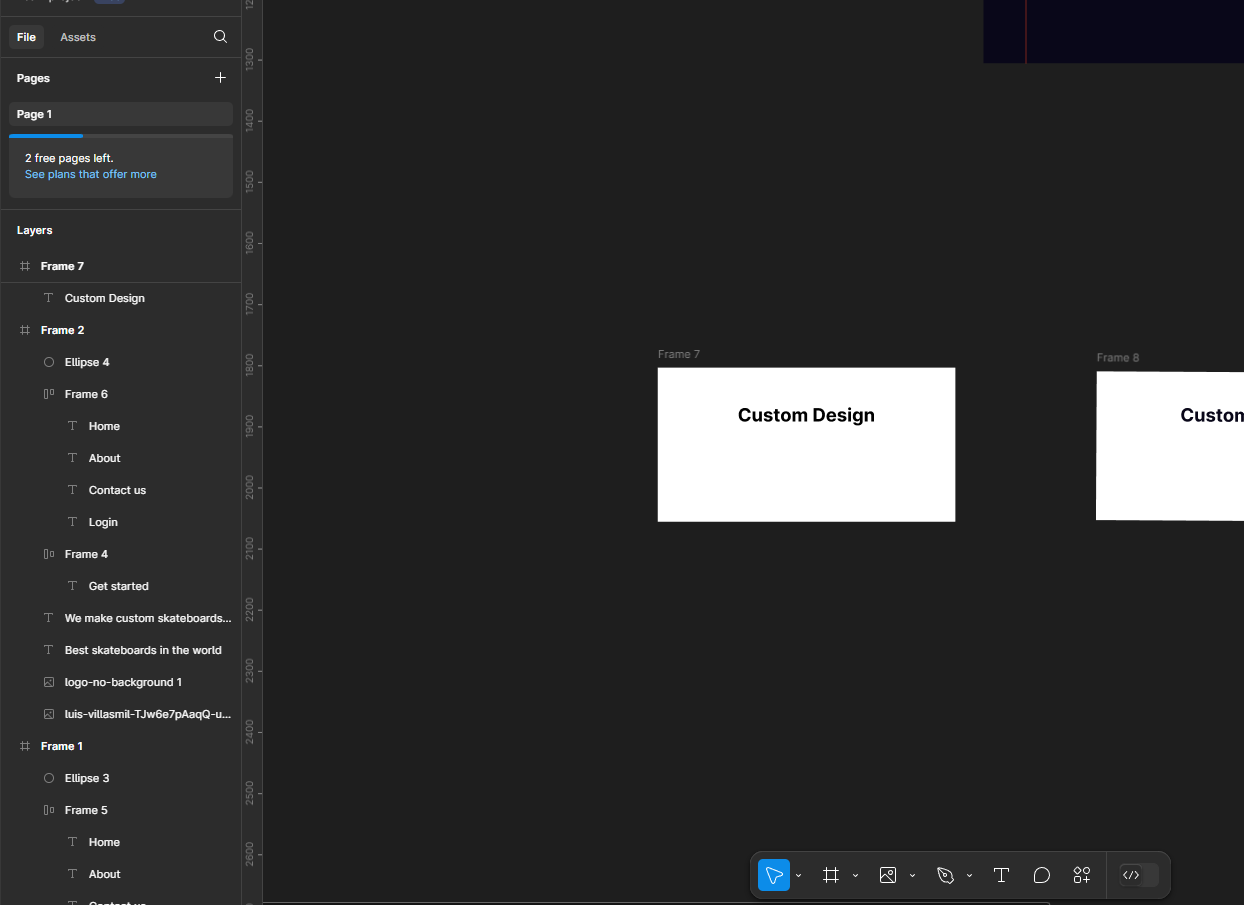 File Assets
Pages
Page 1
2 free pages left.
See plans that offer more
Layers
Frame 7
Custom Design
Frame 2
Ellipse 4
Frame 6
Home
About
Contact us
Login
Frame 4
Get started
We make custom skateboards...
Best skateboards in the world
logo-no-background 1
luis-villasmil-TJw6e7pAaqQ-u...
Frame 1
Ellipse 3
Frame 5
Home
About
Contact us
1300
1400
1500
1600
1700
1800
1900
2000
2100
2200
2300
2400
2500
2600
Frame 7
Custom Design
Frame 8
Custom